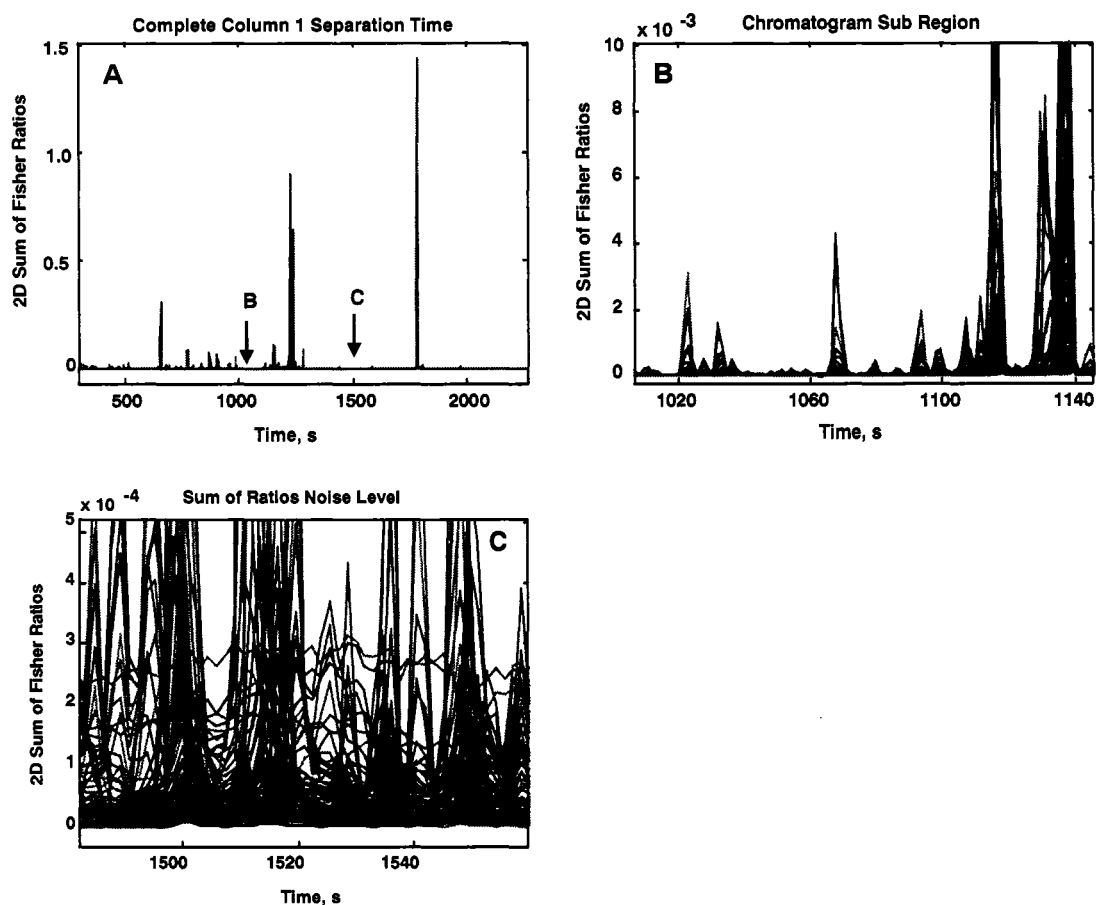 Complete Column 1 Separation Time
A
2D Sum of Fisher Ratios
1.5
1.0
0.5
0
B
C
500
1000
1500
2000
Time, s
Chromatogram Sub Region
x 10 -3
B
2D Sum of Fisher Ratios
10
8
6
4
2
0
1020
1060
1100
1140
Time, s
Sum of Ratios Noise Level
x 10 -4
C
2D Sum of Fisher Ratios
5
4
3
2
1
0
1500
1520
1540
Time, s